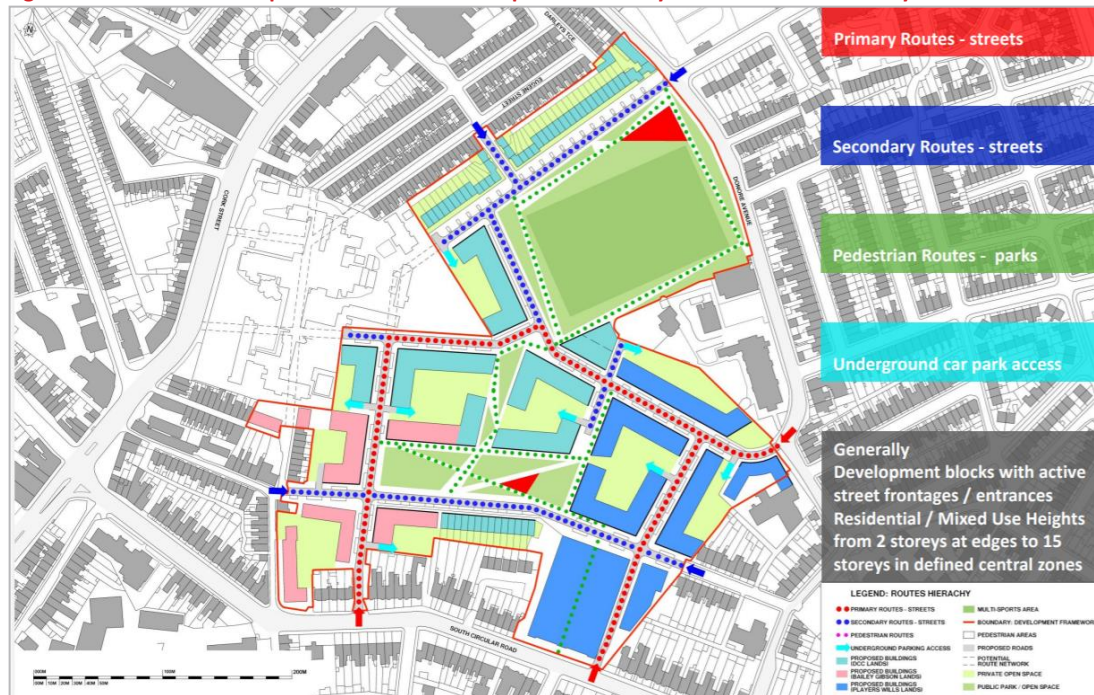 Primary Routes - streets
Secondary Routes - streets
Pedestrian Routes - parks
Underground car park access
Generally
Development blocks with active
street frontages / entrances
Residential / Mixed Use Heights
from 2 storeys at edges to 15
storeys in defined central zones
EUGENE STREET
CORK STREET
DONORE AVENUE
SOUTH CIRCULAR ROAD
200M
LEGEND: ROUTES HIERACHY
PRIMARY ROUTES - STREETS
SECONDARY ROUTES - STREETS
PEDESTRIAN ROUTES
UNDERGROUND PARKING ACCESS
PROPOSED BUILDINGS
(DCC LANDS)
PROPOSED BUILDINGS
(BAILEY GIBSON LANDS)
PROPOSED BUILDINGS
(PLAYERS WILLS LANDS)
MULTI-SPORTS AREA
BOUNDARY: DEVELOPMENT FRAMEWORK
PEDESTRIAN AREAS
PROPOSED ROADS
POTENTIAL
ROUTE NETWORK
PRIVATE OPEN SPACE
PUBLIC PARK / OPEN SPACE